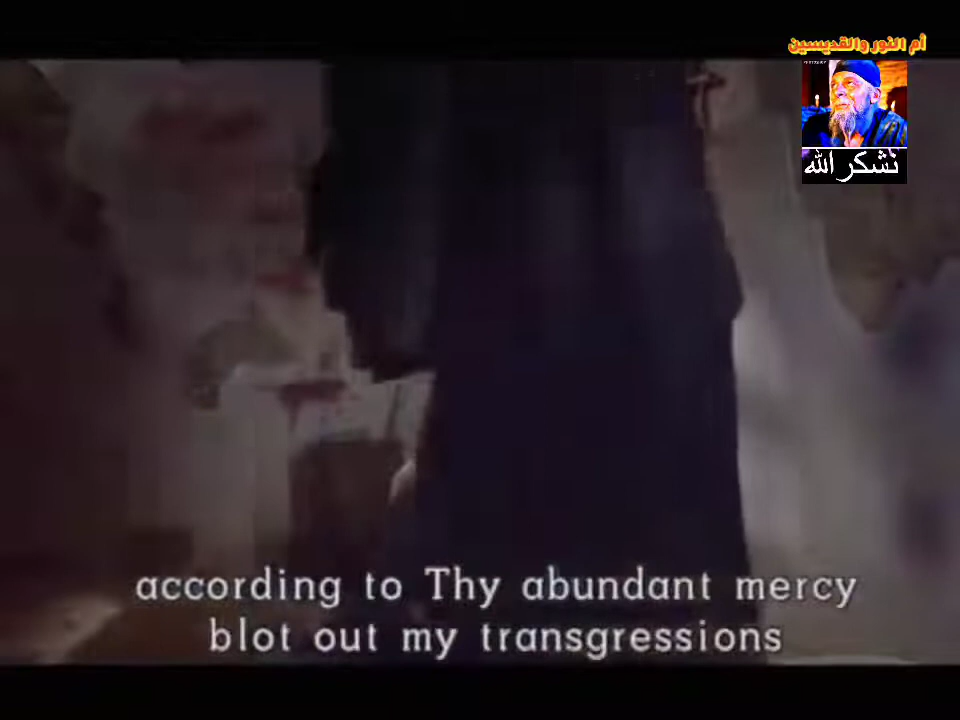 أم النور والقديسين
نشكر الله
according to Thy abundant mercy
blot out my transgressions